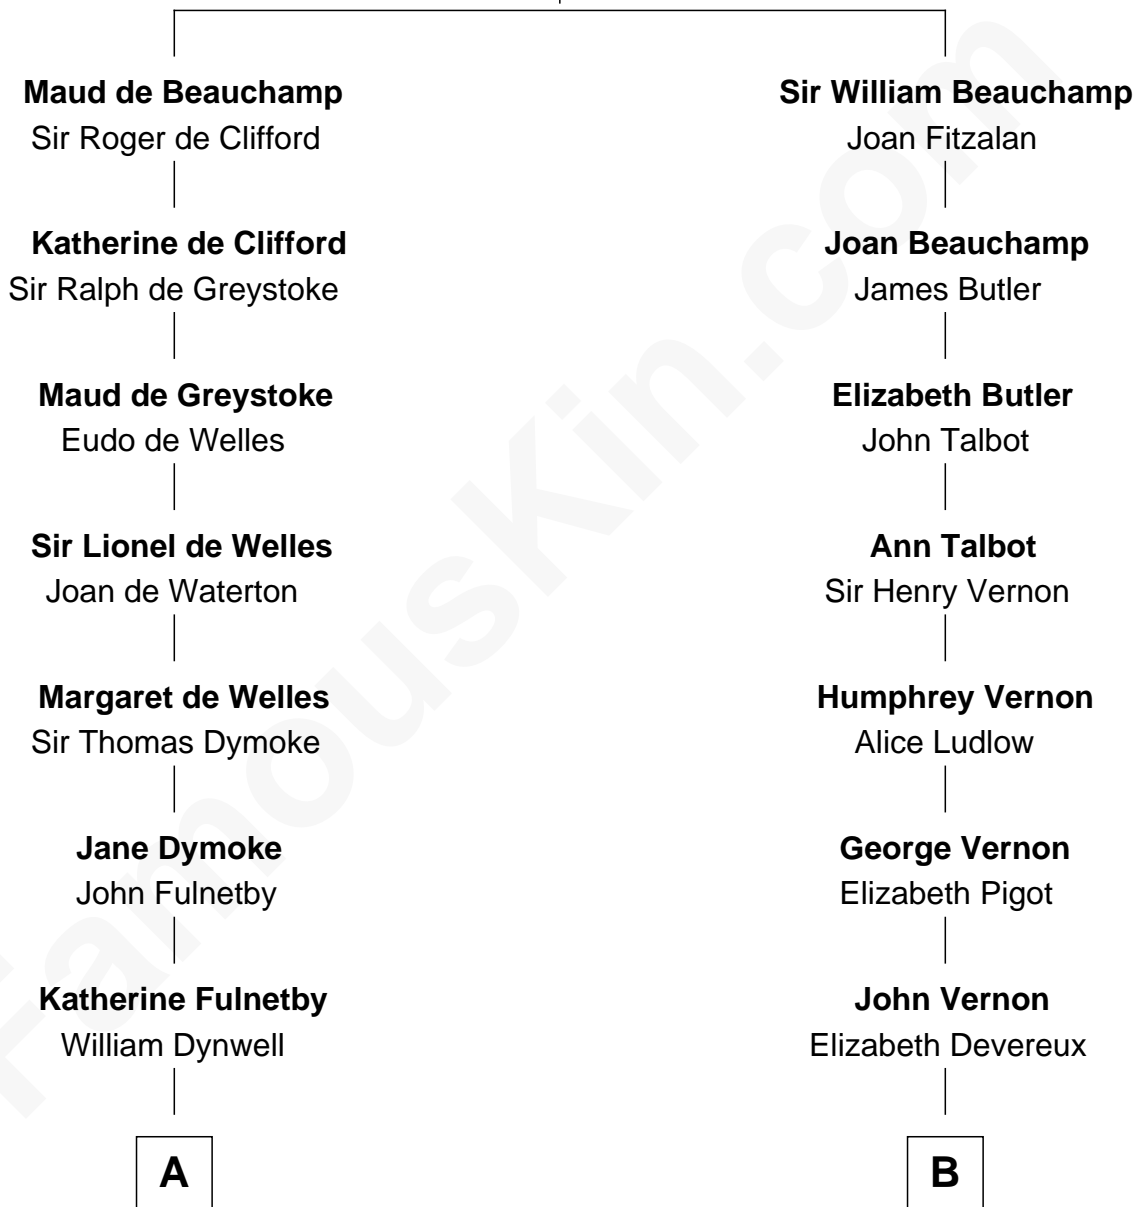 Maud de Beauchamp
Sir Roger de Clifford
Katherine de Clifford
Sir Ralph de Greystoke
Maud de Greystoke
Eudo de Welles
Sir Lionel de Welles
Joan de Waterton
Margaret de Welles
Sir Thomas Dymoke
Jane Dymoke
John Fulnetby
Katherine Fulnetby
William Dynwell
A
Sir William Beauchamp
Joan Fitzalan
Joan Beauchamp
James Butler
Elizabeth Butler
John Talbot
Ann Talbot
Sir Henry Vernon
Humphrey Vernon
Alice Ludlow
George Vernon
Elizabeth Pigot
John Vernon
Elizabeth Devereux
B
FamousKin.com